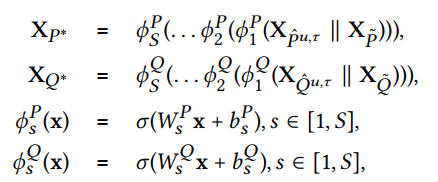 X_{P*} = ϕ_S^P(…ϕ_2^P(ϕ_1^P(X_{P̂^{u,τ}} ∥ X_{P̃}))),
X_{Q*} = ϕ_S^Q(…ϕ_2^Q(ϕ_1^Q(X_{Q̂^{u,τ}} ∥ X_{Q̃}))),
ϕ_s^P(x) = σ(W_s^P x + b_s^P), s ∈ [1, S],
ϕ_s^Q(x) = σ(W_s^Q x + b_s^Q), s ∈ [1, S],